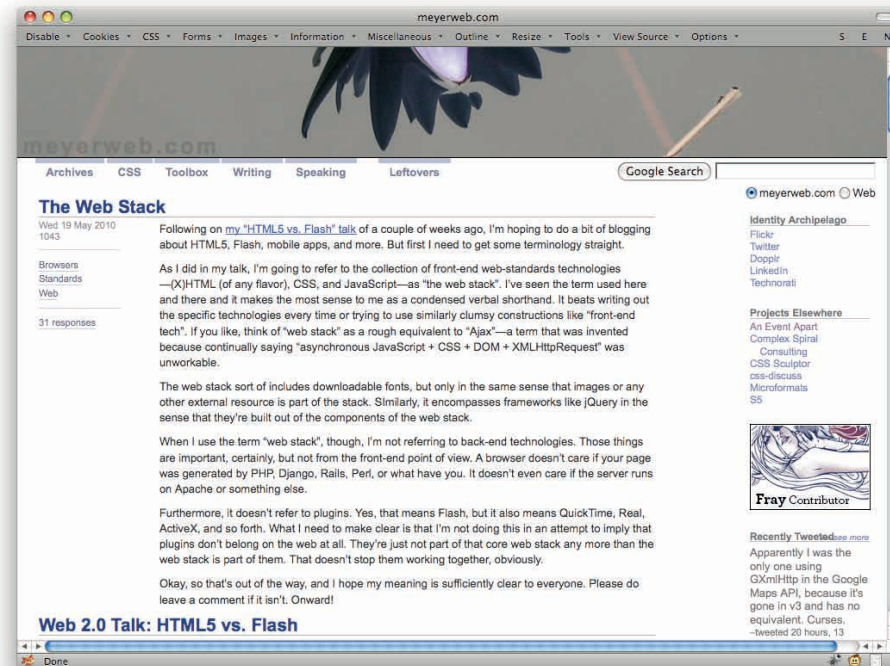 meyerweb.com
Disable Cookies CSS Forms Images Information Miscellaneous Outline Resize Tools View Source Options S E N
meyerweb.com
Archives CSS Toolbox Writing Speaking Leftovers
Google Search
meyerweb.com Web
The Web Stack
Wed 19 May 2010
1043
Browsers
Standards
Web
31 responses
Following on my "HTML5 vs. Flash" talk of a couple of weeks ago, I'm hoping to do a bit of blogging
about HTML5, Flash, mobile apps, and more. But first I need to get some terminology straight.
As I did in my talk, I'm going to refer to the collection of front-end web-standards technologies
—(X)HTML (of any flavor), CSS, and JavaScript—as "the web stack". I've seen the term used here
and there and it makes the most sense to me as a condensed verbal shorthand. It beats writing out
the specific technologies every time or trying to use similarly clumsy constructions like "front-end
tech". If you like, think of "web stack" as a rough equivalent to "Ajax"—a term that was invented
because continually saying "asynchronous JavaScript + CSS + DOM + XMLHttpRequest" was
unworkable.
The web stack sort of includes downloadable fonts, but only in the same sense that images or any
other external resource is part of the stack. SImilarly, it encompasses frameworks like jQuery in the
sense that they're built out of the components of the web stack.
When I use the term "web stack", though, I'm not referring to back-end technologies. Those things
are important, certainly, but not from the front-end point of view. A browser doesn't care if your page
was generated by PHP, Django, Rails, Perl, or what have you. It doesn't even care if the server runs
on Apache or something else.
Furthermore, it doesn't refer to plugins. Yes, that means Flash, but it also means QuickTime, Real,
ActiveX, and so forth. What I need to make clear is that I'm not doing this in an attempt to imply that
plugins don't belong on the web at all. They're just not part of that core web stack any more than the
web stack is part of them. That doesn't stop them working together, obviously.
Okay, so that's out of the way, and I hope my meaning is sufficiently clear to everyone. Please do
leave a comment if it isn't. Onward!
Web 2.0 Talk: HTML5 vs. Flash
Identity Archipelago
Flickr
Twitter
Dopplr
LinkedIn
Technorati
Projects Elsewhere
An Event Apart
Complex Spiral
Consulting
CSS Sculptor
css-discuss
Microformats
S5
Fray Contributor
Recently Tweeted see more
Apparently I was the
only one using
GXmlHttp in the Google
Maps API, because it's
gone in v3 and has no
equivalent. Curses.
–tweeted 20 hours, 13
Done